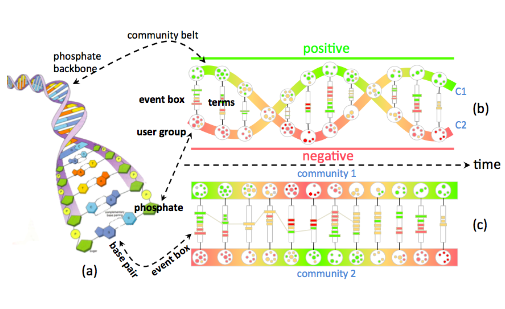 community belt
positive
phosphate
backbone
event box
terms
C1
(b)
user group
C2
negative
time
community 1
phosphate
(c)
base pair
event box
(a)
community 2